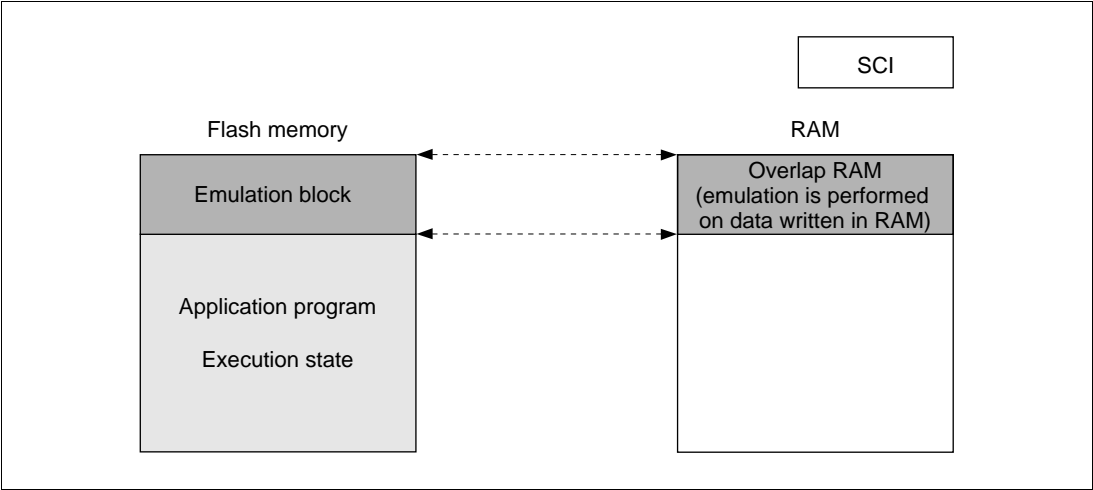 SCI
Flash memory
RAM
Emulation block
Overlap RAM
(emulation is performed
on data written in RAM)
Application program
Execution state